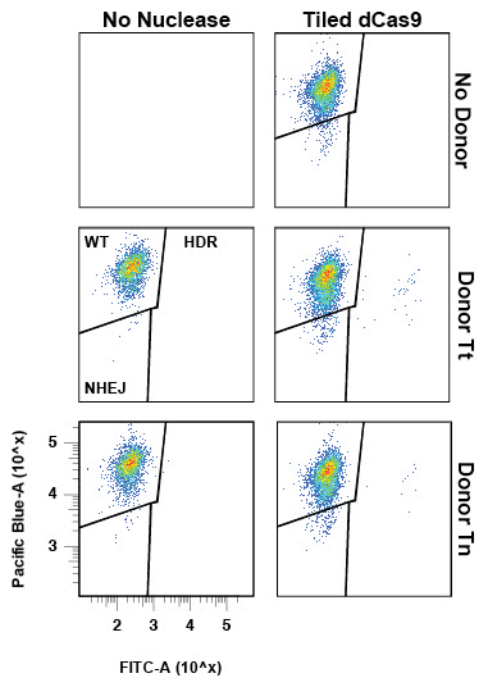 No Nuclease
Tiled dCas9
No Donor
WT
HDR
NHEJ
Donor Tt
Pacific Blue-A (10^x)
5
4
3
Donor Tn
2
3
4
5
FITC-A (10^x)